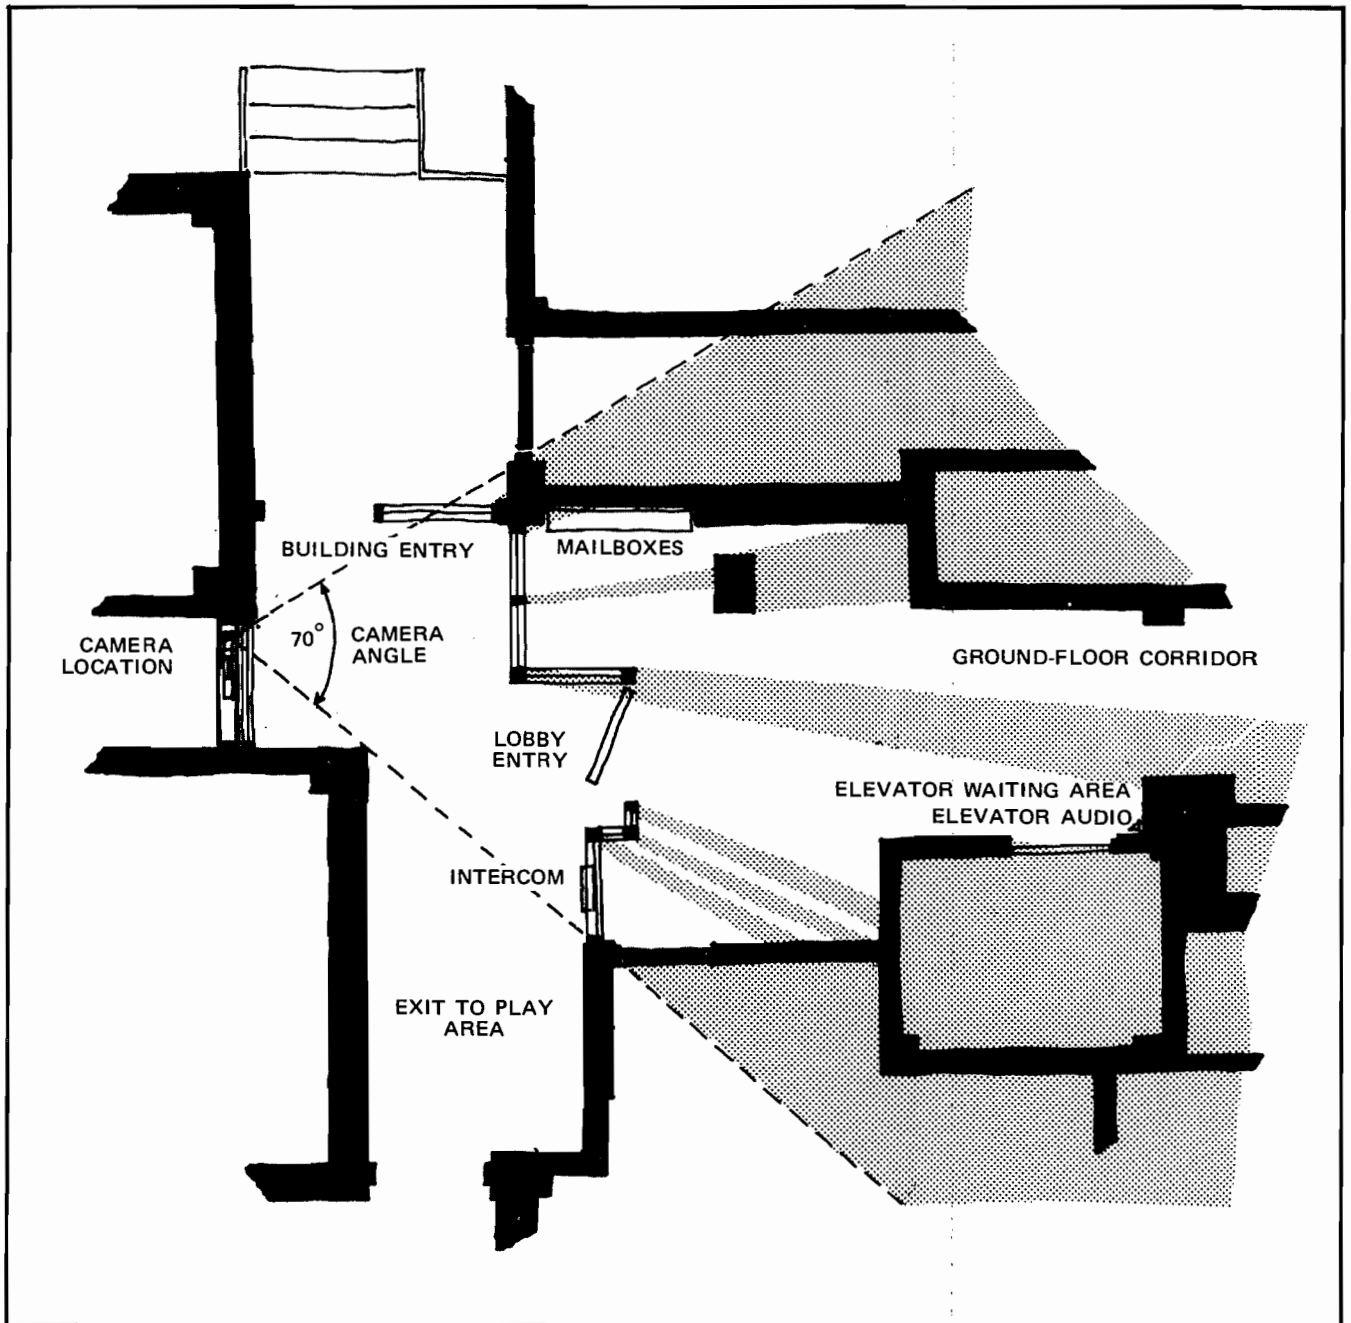 BUILDING ENTRY
MAILBOXES
CAMERA
LOCATION
70°
CAMERA
ANGLE
GROUND-FLOOR CORRIDOR
LOBBY
ENTRY
ELEVATOR WAITING AREA
ELEVATOR AUDIO
INTERCOM
EXIT TO PLAY
AREA